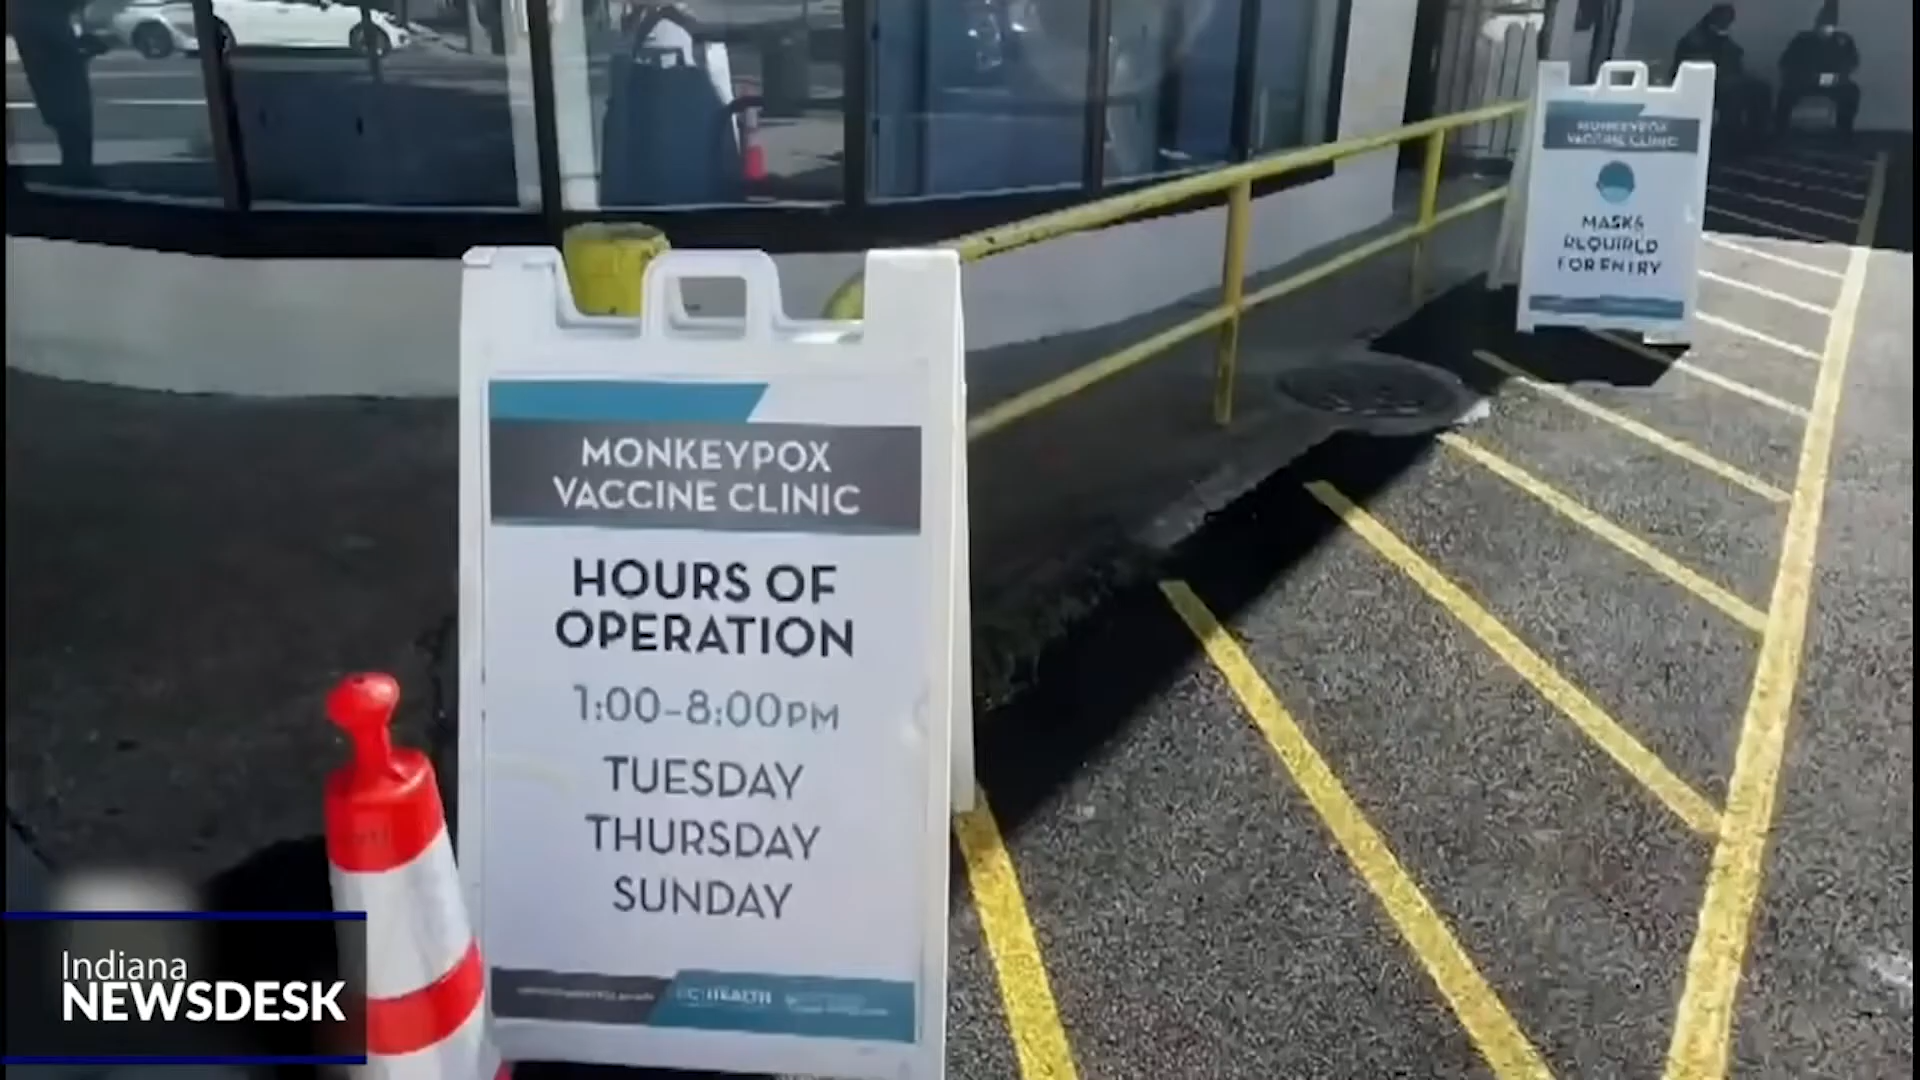 MONKEYPOX
VACCINE CLINIC
HOURS OF
OPERATION
1:00-8:00PM
TUESDAY
THURSDAY
SUNDAY
HEALTH
MONKEYPOX
VACCINE CLINIC
MASKS
REQUIRED
FOR ENTRY
Indiana
NEWSDESK